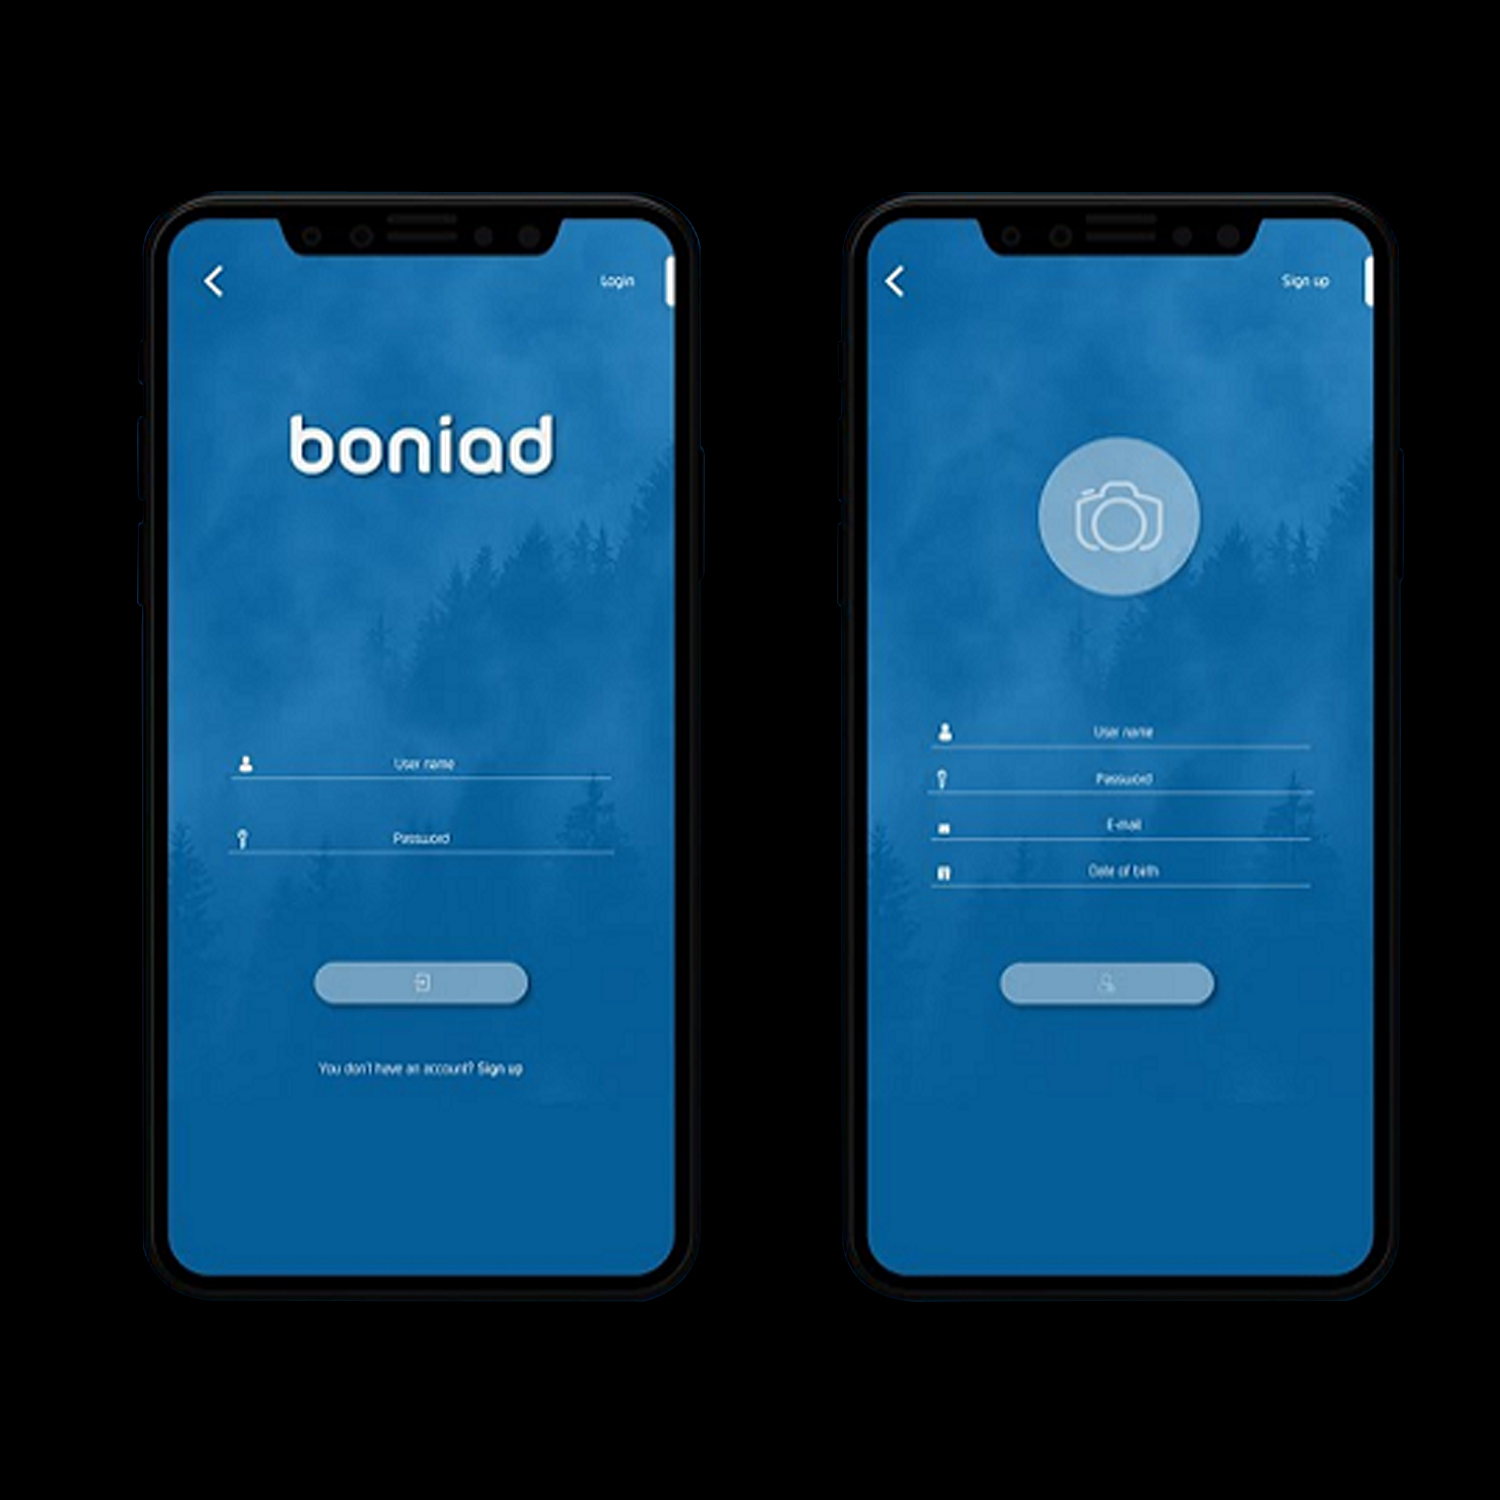 Login
boniad
User name
Password
You don't have an account? Sign up
Sign up
User name
Password
E-mail
Date of birth